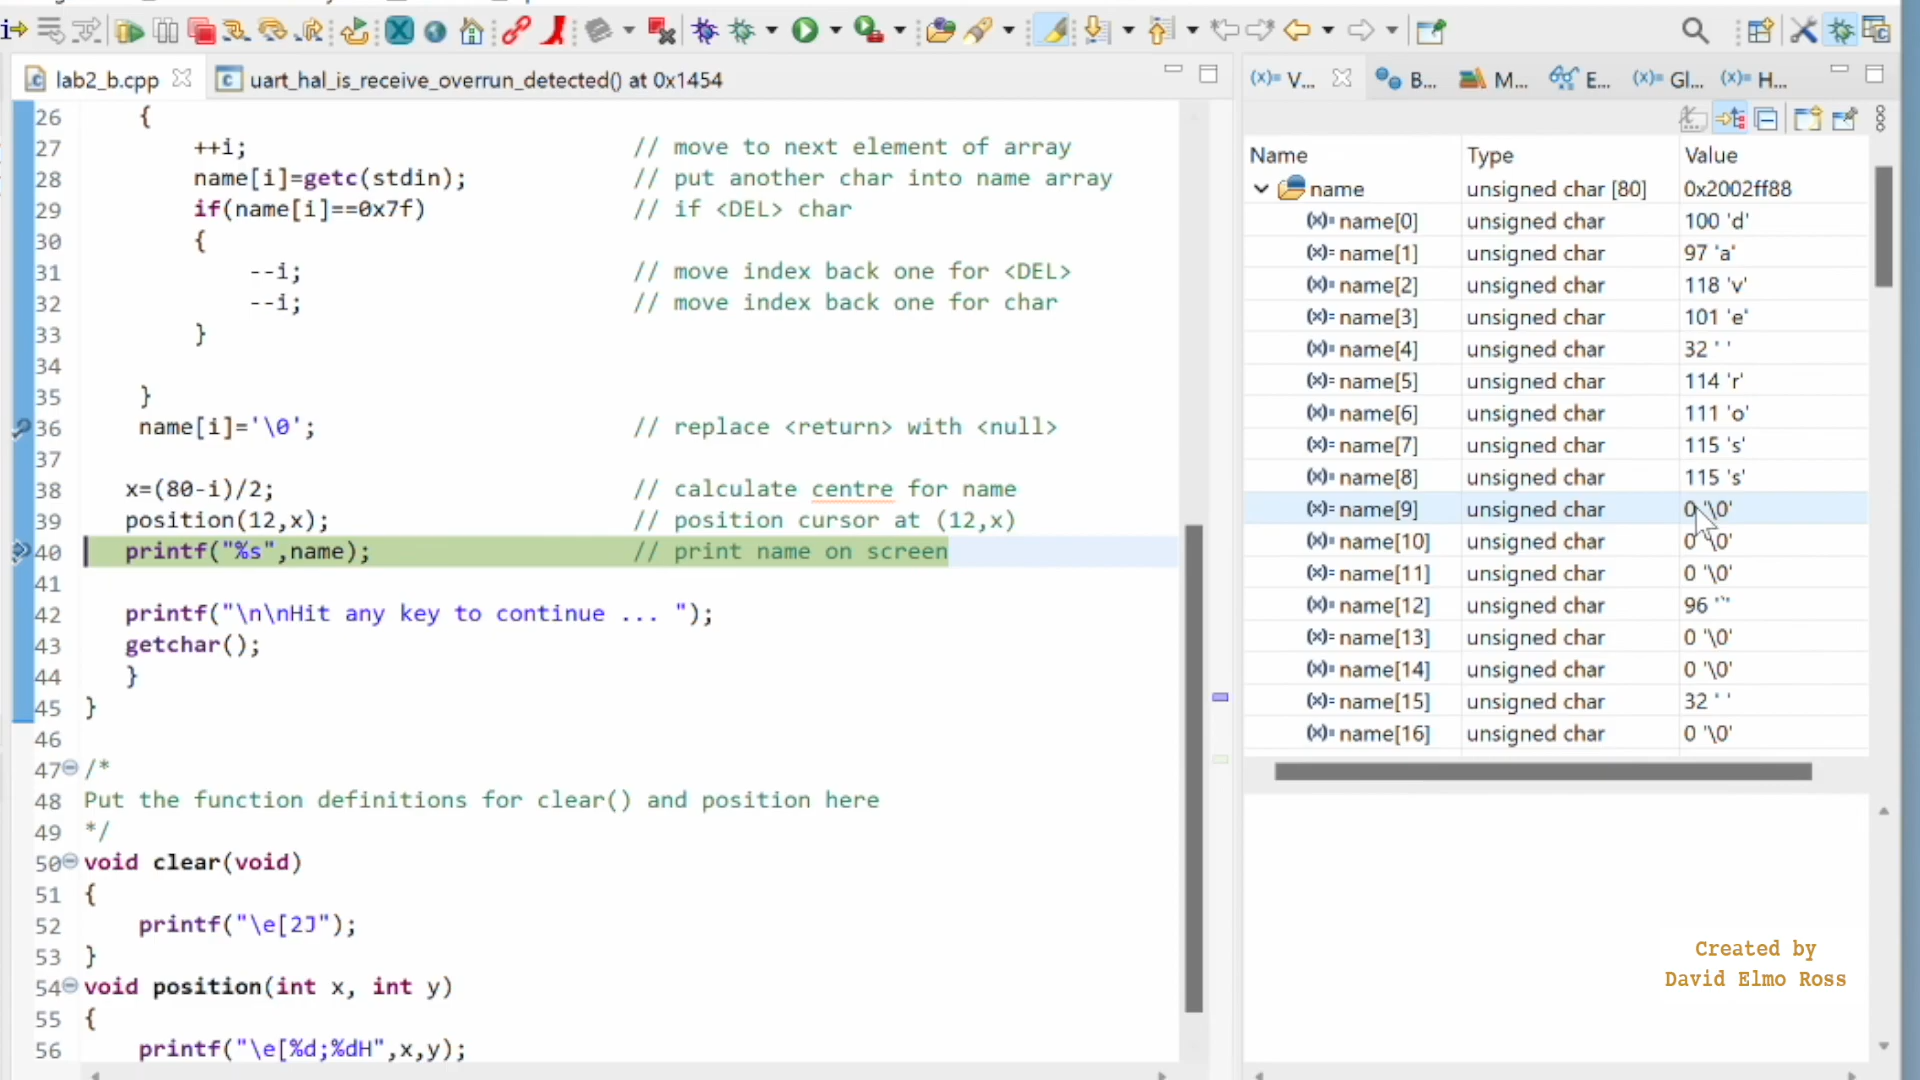 lab2_b.cpp
uart_hal_is_receive_overrun_detected() at 0x1454
26 {
27 ++i; // move to next element of array
28 name[i]=getc(stdin); // put another char into name array
29 if(name[i]==0x7f) // if <DEL> char
30 {
31 --i; // move index back one for <DEL>
32 --i; // move index back one for char
33 }
34
35 }
36 name[i]='\0'; // replace <return> with <null>
37
38 x=(80-i)/2; // calculate centre for name
39 position(12,x); // position cursor at (12,x)
40 printf("%s",name); // print name on screen
41
42 printf("\n\nHit any key to continue ... ");
43 getchar();
44 }
45 }
46
47 /*
48 Put the function definitions for clear() and position here
49 */
50 void clear(void)
51 {
52 printf("\e[2J");
53 }
54 void position(int x, int y)
55 {
56 printf("\e[%d;%dH",x,y);
(x)= V... B... M... E... (x)= Gl... (x)= H...
Name Type Value
name unsigned char [80] 0x2002ff88
(x)= name[0] unsigned char 100 'd'
(x)= name[1] unsigned char 97 'a'
(x)= name[2] unsigned char 118 'v'
(x)= name[3] unsigned char 101 'e'
(x)= name[4] unsigned char 32 ' '
(x)= name[5] unsigned char 114 'r'
(x)= name[6] unsigned char 111 'o'
(x)= name[7] unsigned char 115 's'
(x)= name[8] unsigned char 115 's'
(x)= name[9] unsigned char 0 '\0'
(x)= name[10] unsigned char 0 '\0'
(x)= name[11] unsigned char 0 '\0'
(x)= name[12] unsigned char 96 '`'
(x)= name[13] unsigned char 0 '\0'
(x)= name[14] unsigned char 0 '\0'
(x)= name[15] unsigned char 32 ' '
(x)= name[16] unsigned char 0 '\0'
Created by
David Elmo Ross